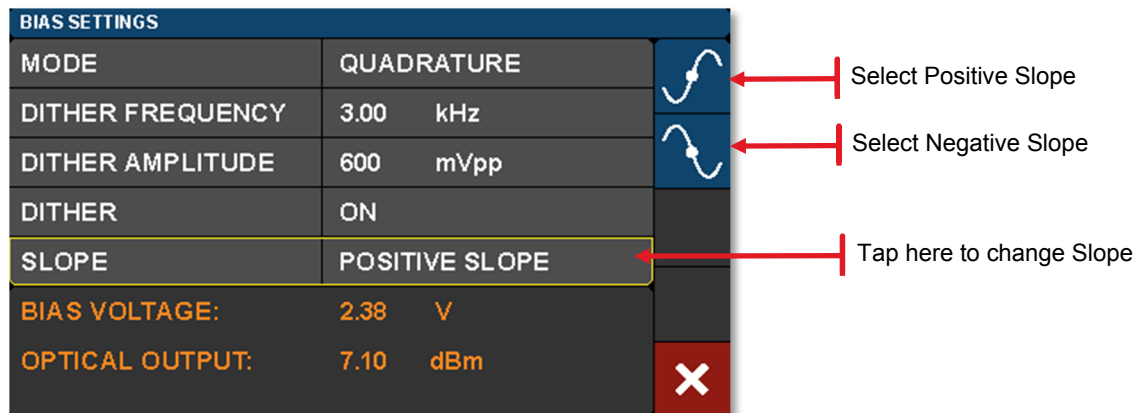 BIAS SETTINGS
MODE QUADRATURE
DITHER FREQUENCY 3.00 kHz
DITHER AMPLITUDE 600 mVpp
DITHER ON
SLOPE POSITIVE SLOPE
BIAS VOLTAGE: 2.38 V
OPTICAL OUTPUT: 7.10 dBm
Select Positive Slope
Select Negative Slope
Tap here to change Slope